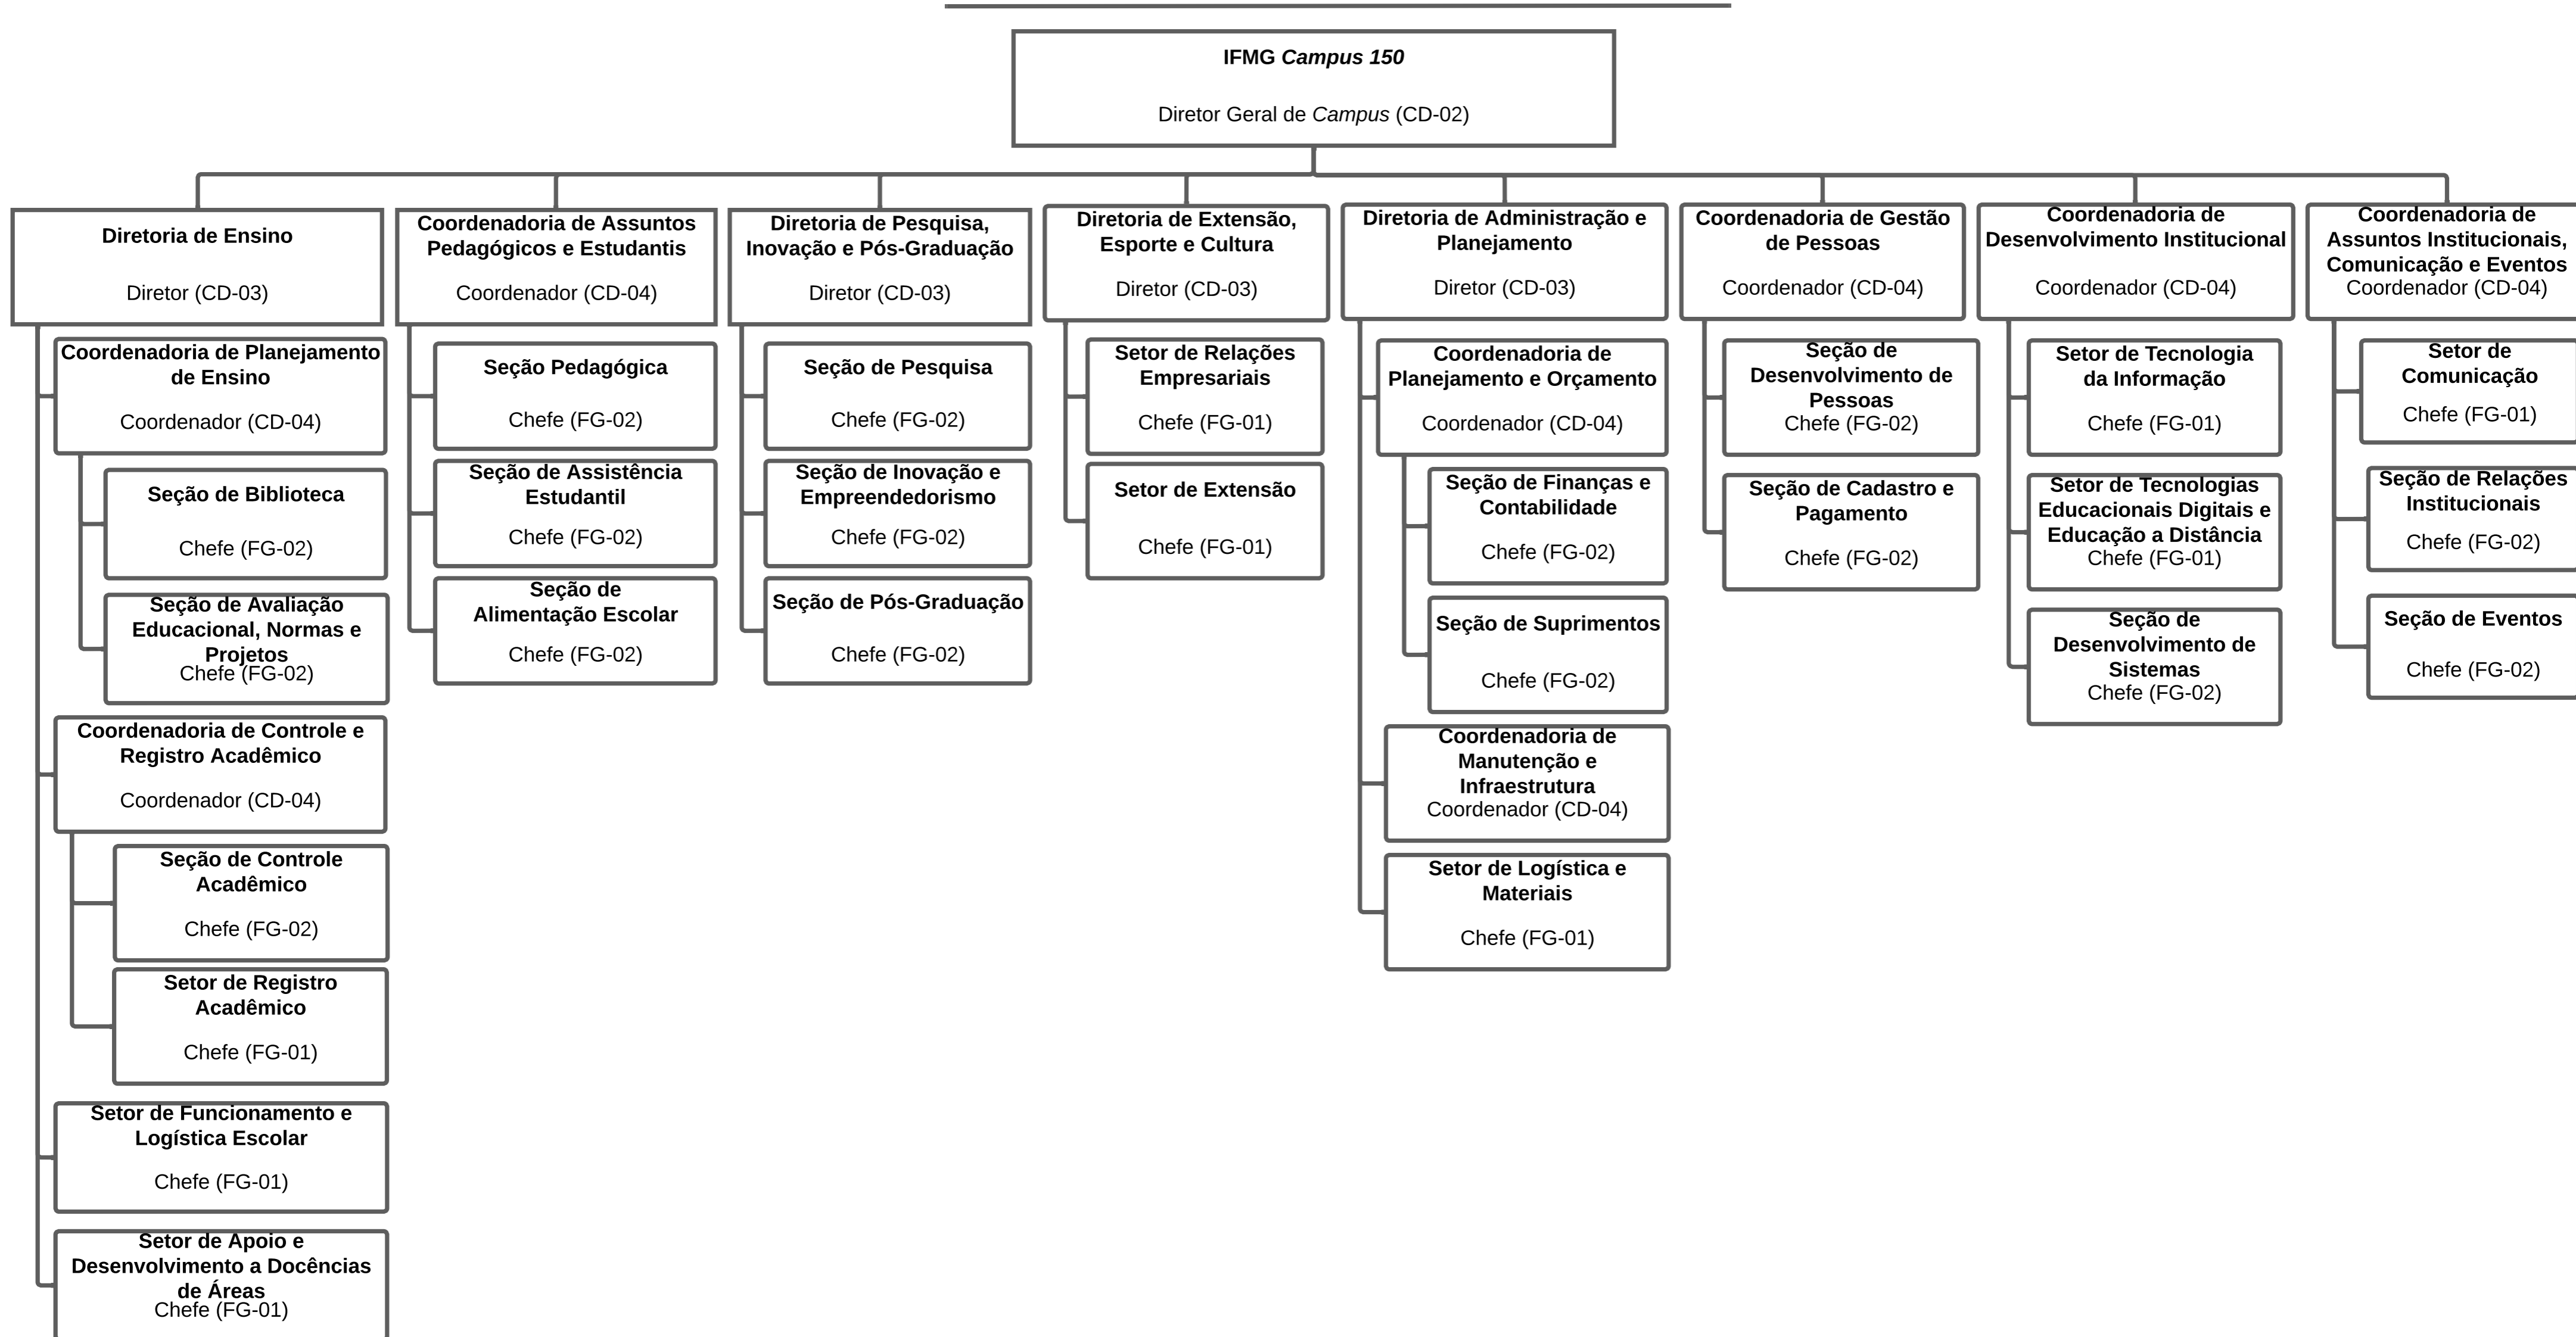 IFMG Campus 150
Diretor Geral de Campus (CD-02)
Diretoria de Ensino
Diretor (CD-03)
Coordenadoria de Planejamento
de Ensino
Coordenador (CD-04)
Seção de Biblioteca
Chefe (FG-02)
Seção de Avaliação
Educacional, Normas e
Projetos
Chefe (FG-02)
Coordenadoria de Controle e
Registro Acadêmico
Coordenador (CD-04)
Seção de Controle
Acadêmico
Chefe (FG-02)
Setor de Registro
Acadêmico
Chefe (FG-01)
Setor de Funcionamento e
Logística Escolar
Chefe (FG-01)
Setor de Apoio e
Desenvolvimento a Docências
de Áreas
Chefe (FG-01)
Coordenadoria de Assuntos
Pedagógicos e Estudantis
Coordenador (CD-04)
Seção Pedagógica
Chefe (FG-02)
Seção de Assistência
Estudantil
Chefe (FG-02)
Seção de
Alimentação Escolar
Chefe (FG-02)
Diretoria de Pesquisa,
Inovação e Pós-Graduação
Diretor (CD-03)
Seção de Pesquisa
Chefe (FG-02)
Seção de Inovação e
Empreendedorismo
Chefe (FG-02)
Seção de Pós-Graduação
Chefe (FG-02)
Diretoria de Extensão,
Esporte e Cultura
Diretor (CD-03)
Setor de Relações
Empresariais
Chefe (FG-01)
Setor de Extensão
Chefe (FG-01)
Diretoria de Administração e
Planejamento
Diretor (CD-03)
Coordenadoria de
Planejamento e Orçamento
Coordenador (CD-04)
Seção de Finanças e
Contabilidade
Chefe (FG-02)
Seção de Suprimentos
Chefe (FG-02)
Coordenadoria de
Manutenção e
Infraestrutura
Coordenador (CD-04)
Setor de Logística e
Materiais
Chefe (FG-01)
Coordenadoria de Gestão
de Pessoas
Coordenador (CD-04)
Seção de
Desenvolvimento de
Pessoas
Chefe (FG-02)
Seção de Cadastro e
Pagamento
Chefe (FG-02)
Coordenadoria de
Desenvolvimento Institucional
Coordenador (CD-04)
Setor de Tecnologia
da Informação
Chefe (FG-01)
Setor de Tecnologias
Educacionais Digitais e
Educação a Distância
Chefe (FG-01)
Seção de
Desenvolvimento de
Sistemas
Chefe (FG-02)
Coordenadoria de
Assuntos Institucionais,
Comunicação e Eventos
Coordenador (CD-04)
Setor de
Comunicação
Chefe (FG-01)
Seção de Relações
Institucionais
Chefe (FG-02)
Seção de Eventos
Chefe (FG-02)